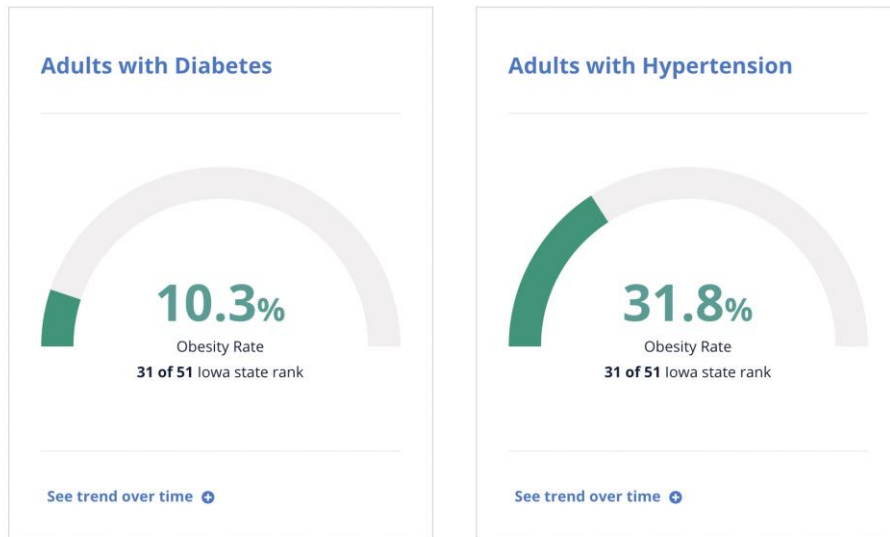 Adults with Diabetes
10.3%
Obesity Rate
31 of 51 Iowa state rank
See trend over time
Adults with Hypertension
31.8%
Obesity Rate
31 of 51 Iowa state rank
See trend over time